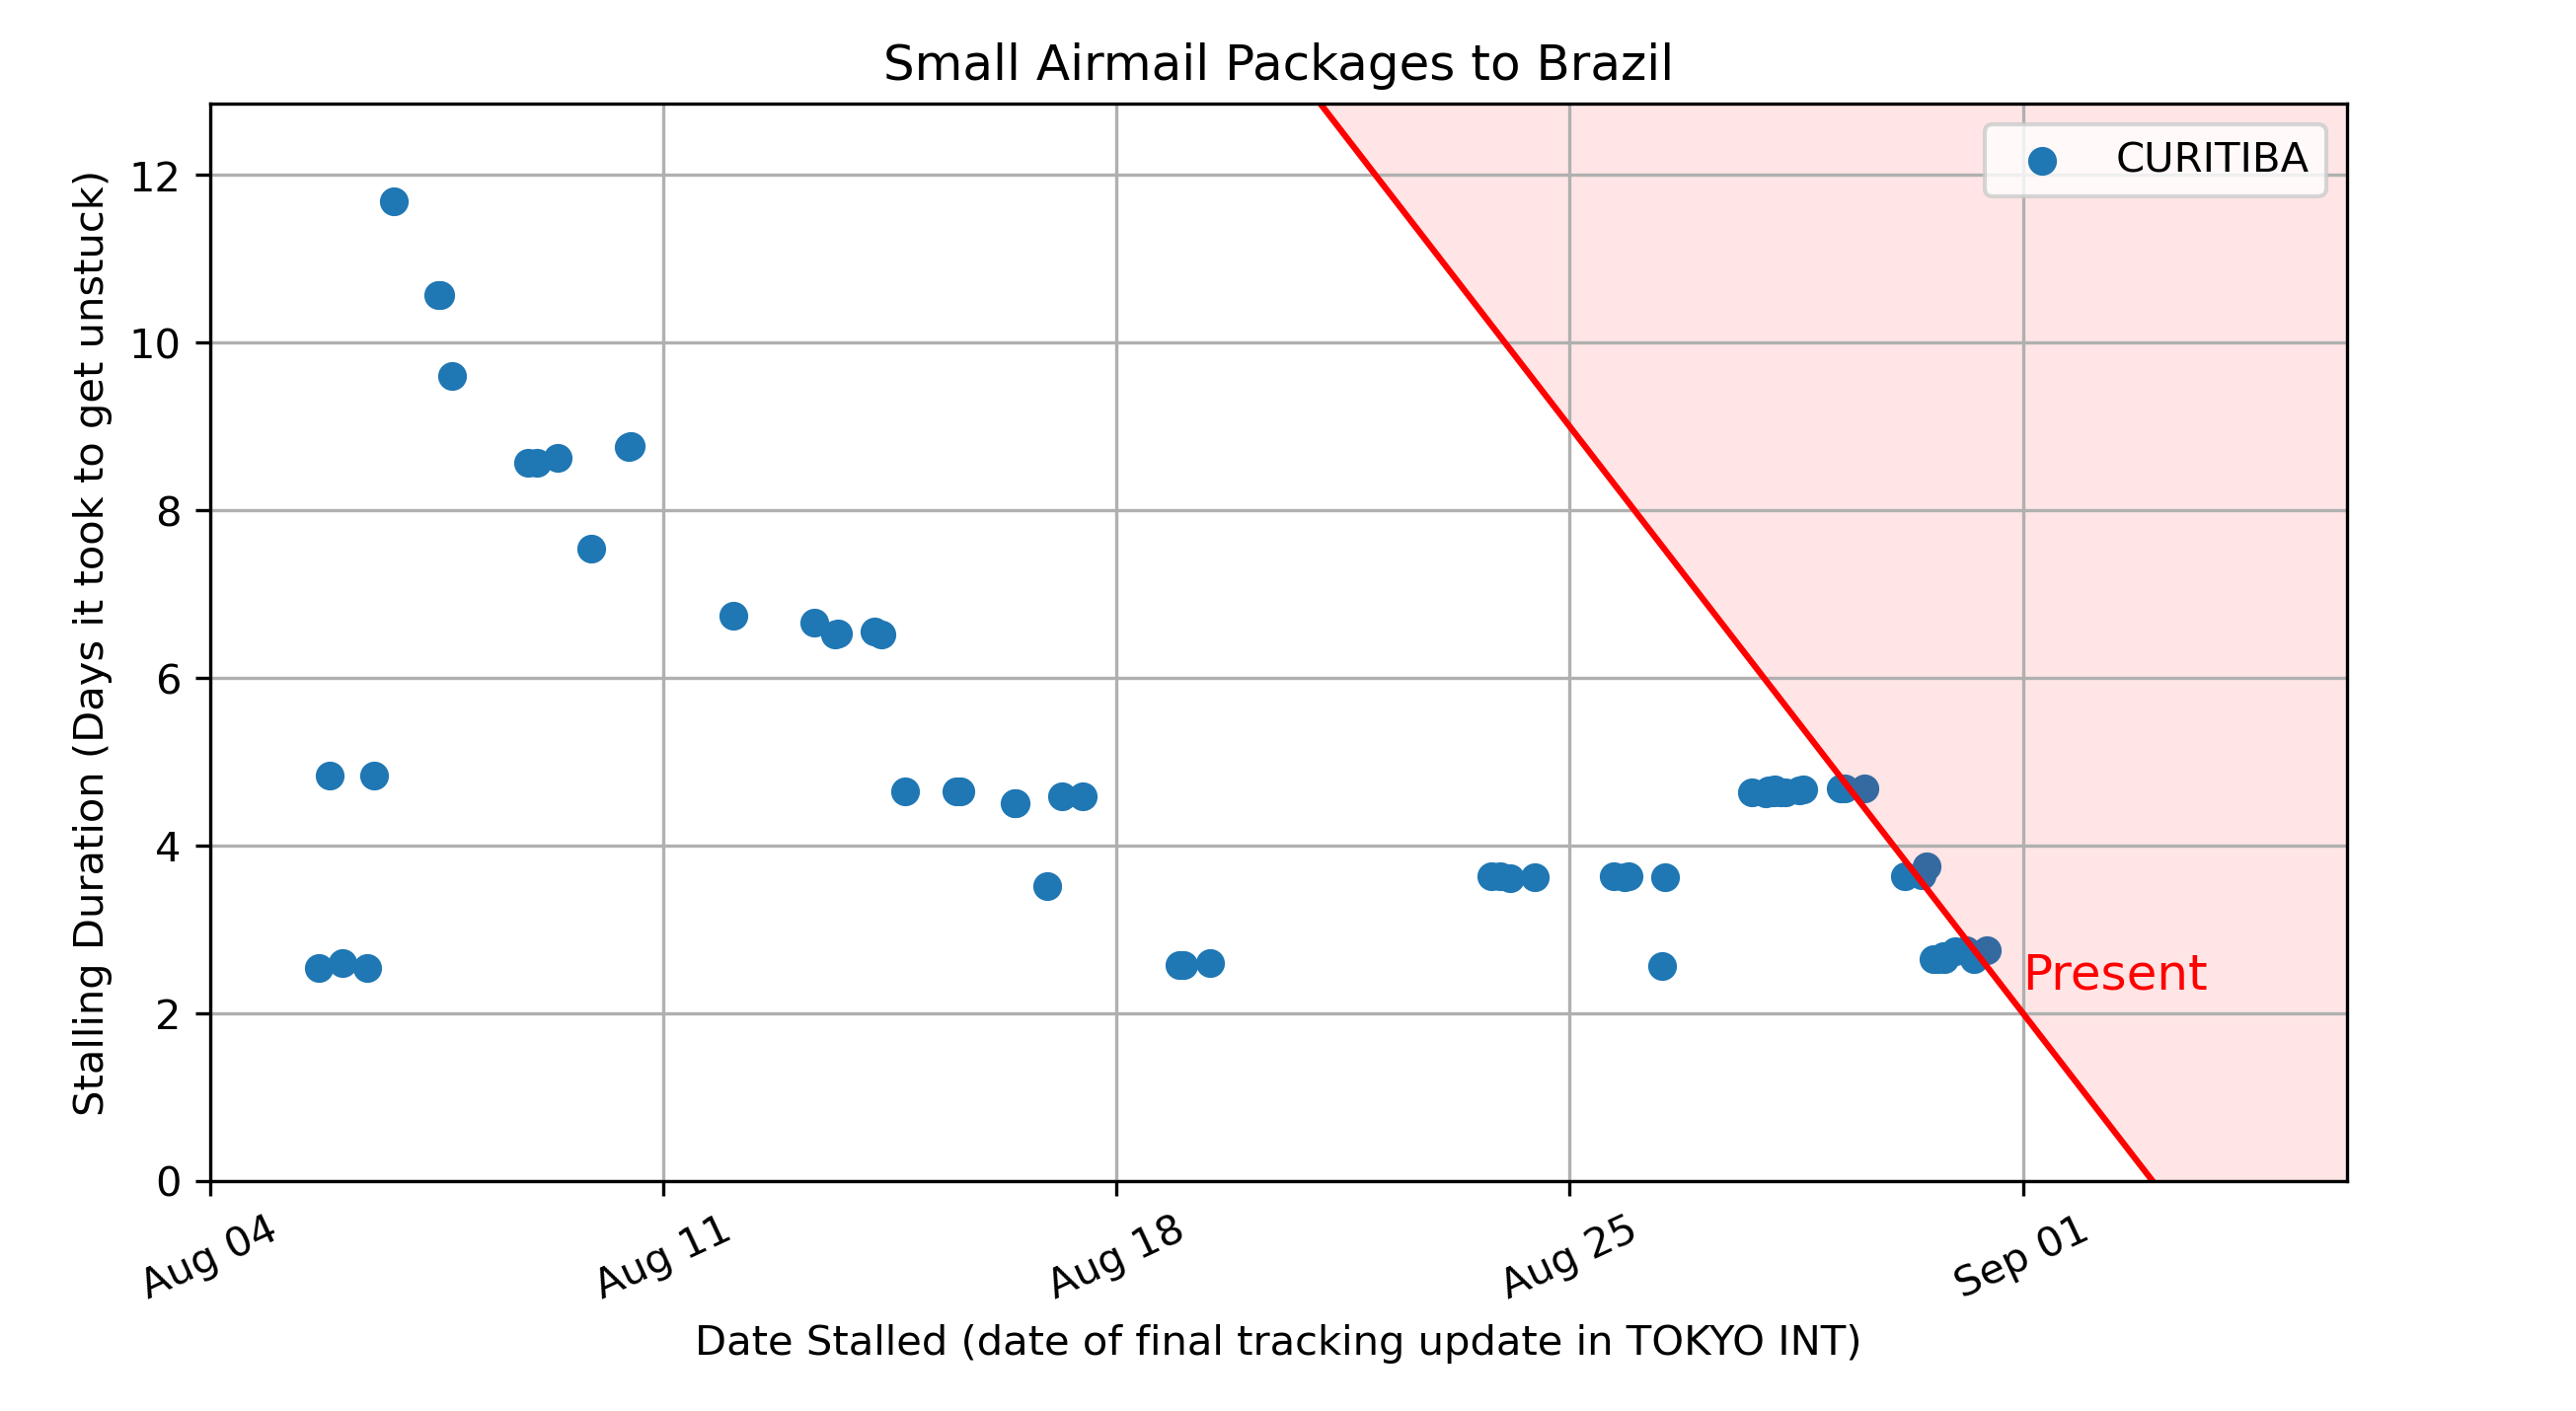 Small Airmail Packages to Brazil
CURITIBA
Stalling Duration (Days it took to get unstuck)
12
10
8
6
4
2
0
Present
Aug 04
Aug 11
Aug 18
Aug 25
Sep 01
Date Stalled (date of final tracking update in TOKYO INT)